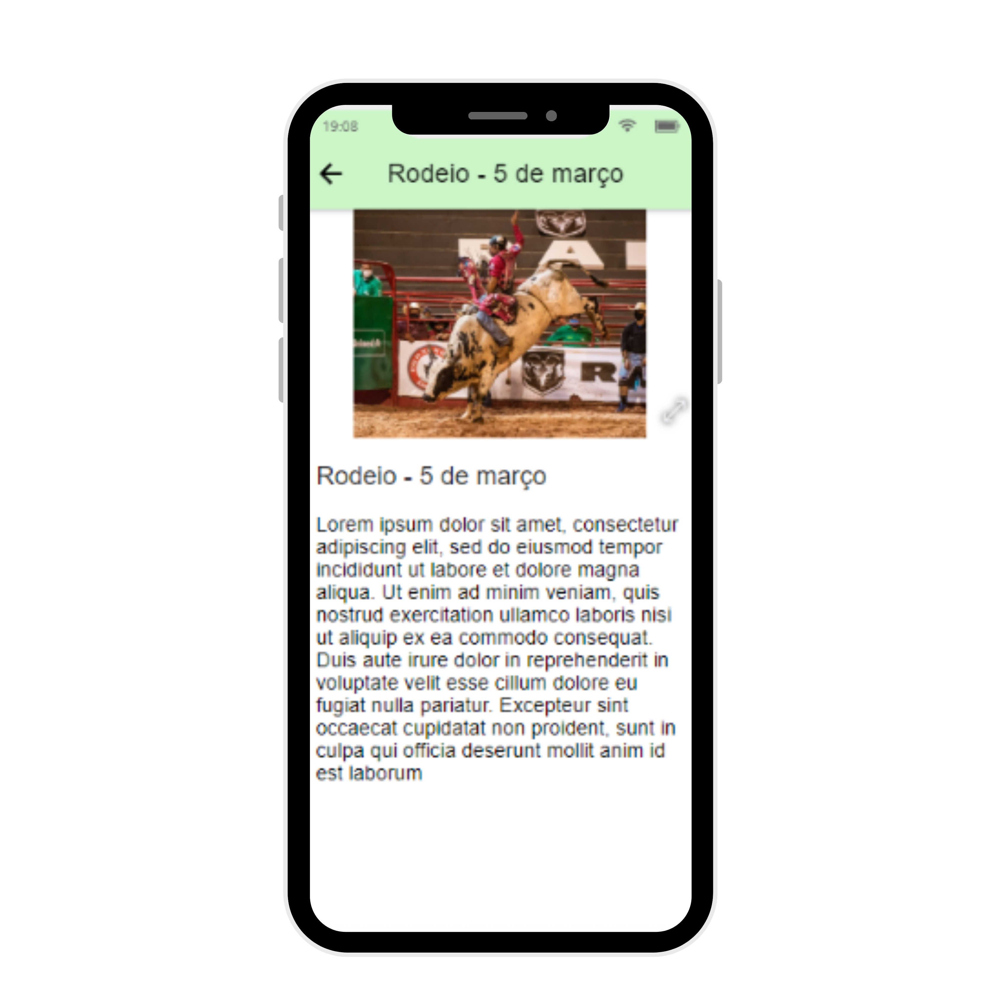 19:08
Rodeio - 5 de março
A
R
Rodeio - 5 de março
Lorem ipsum dolor sit amet, consectetur
adipiscing elit, sed do eiusmod tempor
incididunt ut labore et dolore magna
aliqua. Ut enim ad minim veniam, quis
nostrud exercitation ullamco laboris nisi
ut aliquip ex ea commodo consequat.
Duis aute irure dolor in reprehenderit in
voluptate velit esse cillum dolore eu
fugiat nulla pariatur. Excepteur sint
occaecat cupidatat non proident, sunt in
culpa qui officia deserunt mollit anim id
est laborum